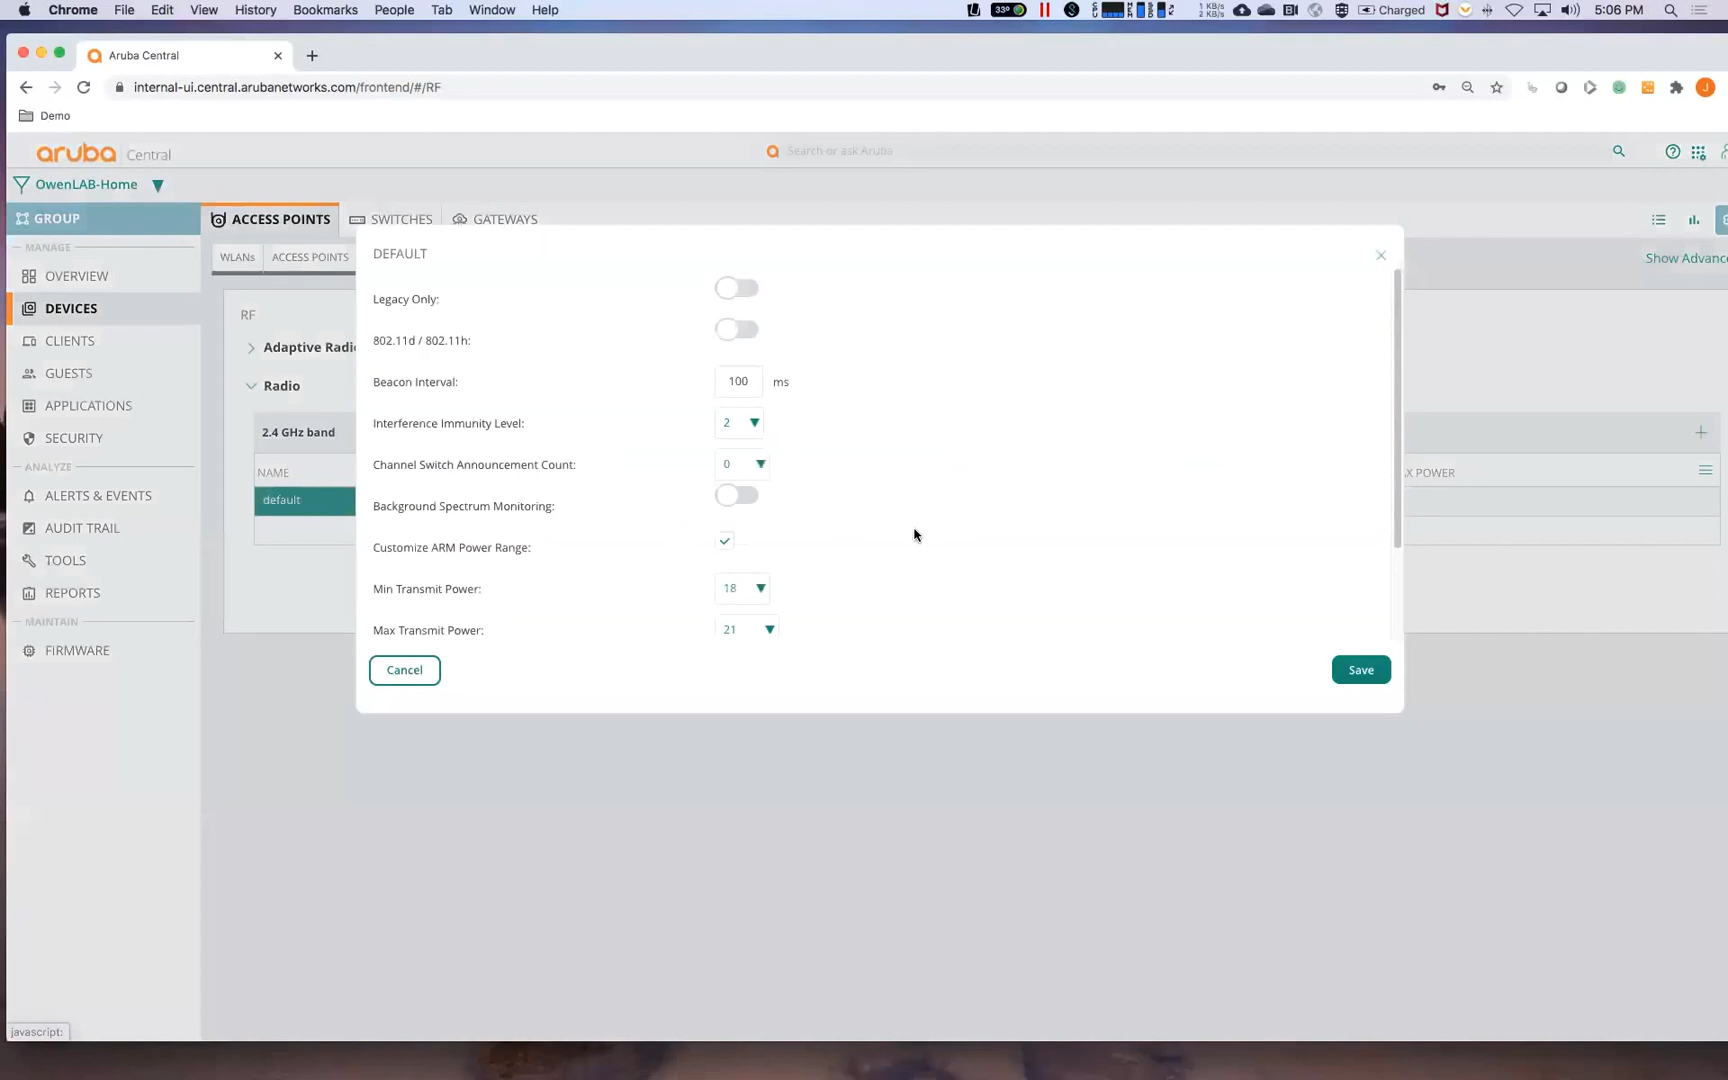 Chrome File Edit View History Bookmarks People Tab Window Help 33° 1 KB/s 2 KB/s Charged 5:06 PM
Aruba Central
internal-ui.central.arubanetworks.com/frontend/#/RF J
Demo
aruba Central Search or ask Aruba
OwenLAB-Home
GROUP ACCESS POINTS SWITCHES GATEWAYS
MANAGE
WLANs ACCESS POINTS Show Advanc
OVERVIEW
DEVICES
CLIENTS
GUESTS
APPLICATIONS
SECURITY
ANALYZE
ALERTS & EVENTS
AUDIT TRAIL
TOOLS
REPORTS
MAINTAIN
FIRMWARE
RF
Adaptive Radi
Radio
2.4 GHz band
NAME
default
X POWER
DEFAULT
Legacy Only:
802.11d / 802.11h:
Beacon Interval: 100 ms
Interference Immunity Level: 2
Channel Switch Announcement Count: 0
Background Spectrum Monitoring:
Customize ARM Power Range:
Min Transmit Power: 18
Max Transmit Power: 21
Cancel Save
javascript: